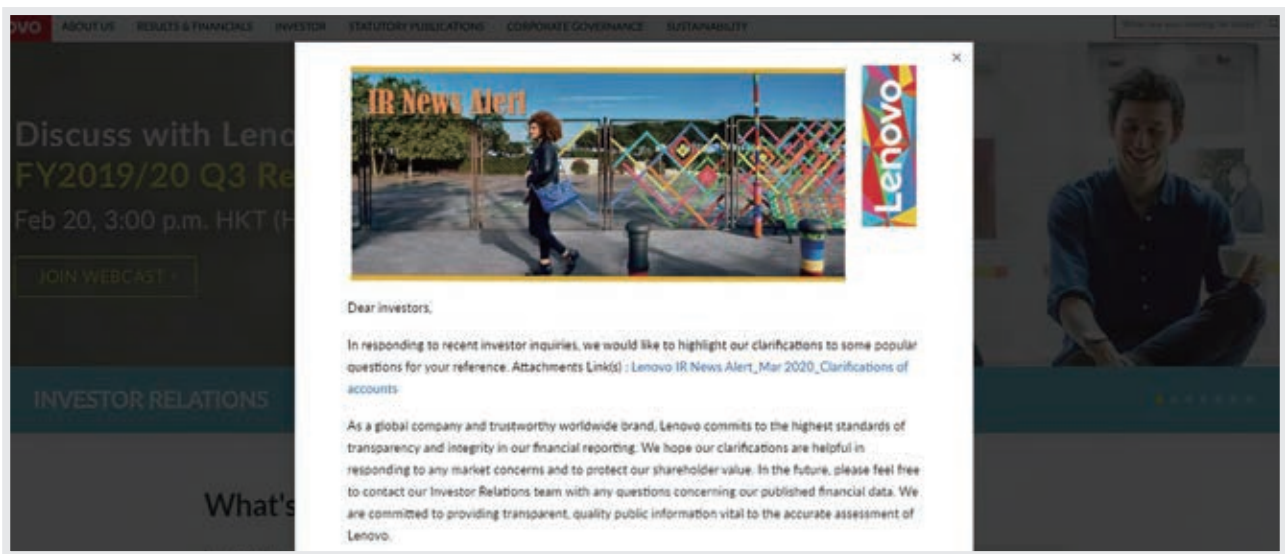 OVO ABOUT US RESULTS & FINANCIALS INVESTOR STATUTORY PUBLICATIONS CORPORATE GOVERNANCE SUSTAINABILITY
×
IR News Alert
Lenovo
Discuss with Leno
FY2019/20 Q3 Re
Feb 20, 3:00 p.m. HKT (H
JOIN WEBCAST
Dear investors,
In responding to recent investor inquiries, we would like to highlight our clarifications to some popular
questions for your reference. Attachments Link(s) : Lenovo IR News Alert_Mar 2020_Clarifications of
accounts
INVESTOR RELATIONS
As a global company and trustworthy worldwide brand, Lenovo commits to the highest standards of
transparency and integrity in our financial reporting. We hope our clarifications are helpful in
responding to any market concerns and to protect our shareholder value. In the future, please feel free
to contact our Investor Relations team with any questions concerning our published financial data. We
are committed to providing transparent, quality public information vital to the accurate assessment of
Lenovo.
What's